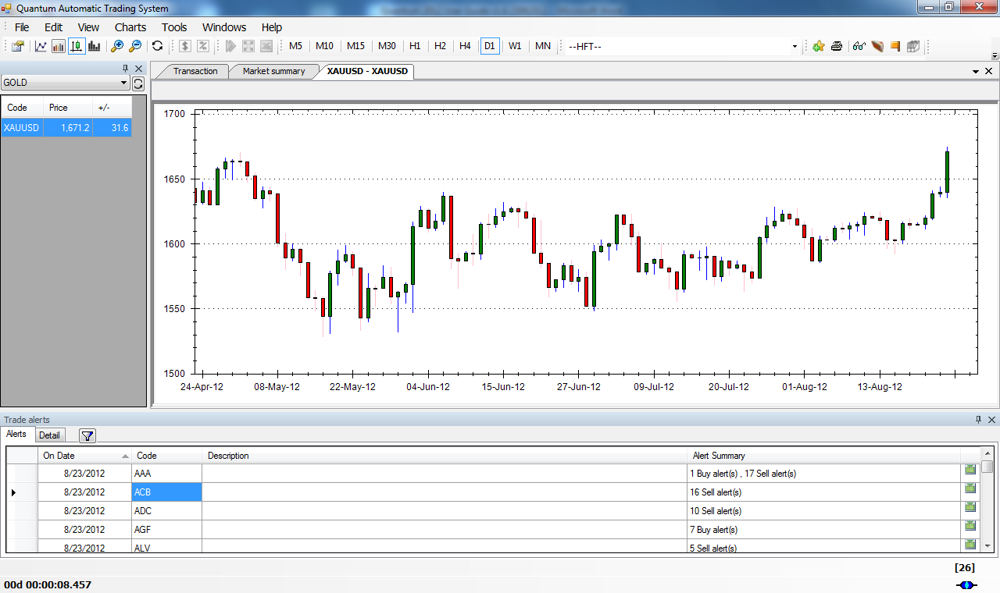 Quantum Automatic Trading System
File Edit View Charts Tools Windows Help
M5 M10 M15 M30 H1 H2 H4 D1 W1 MN --HFT--
GOLD
Code Price +/-
XAUUSD 1,671.2 31.6
Transaction Market summary XAUUSD - XAUUSD
1700
1650
1600
1550
1500
24-Apr-12 08-May-12 22-May-12 04-Jun-12 15-Jun-12 27-Jun-12 09-Jul-12 20-Jul-12 01-Aug-12 13-Aug-12
Trade alerts
Alerts Detail
On Date Code Description Alert Summary
8/23/2012 AAA 1 Buy alert(s) , 17 Sell alert(s)
8/23/2012 ACB 16 Sell alert(s)
8/23/2012 ADC 10 Sell alert(s)
8/23/2012 AGF 7 Buy alert(s)
8/23/2012 ALV 5 Sell alert(s)
[26]
00d 00:00:08.457